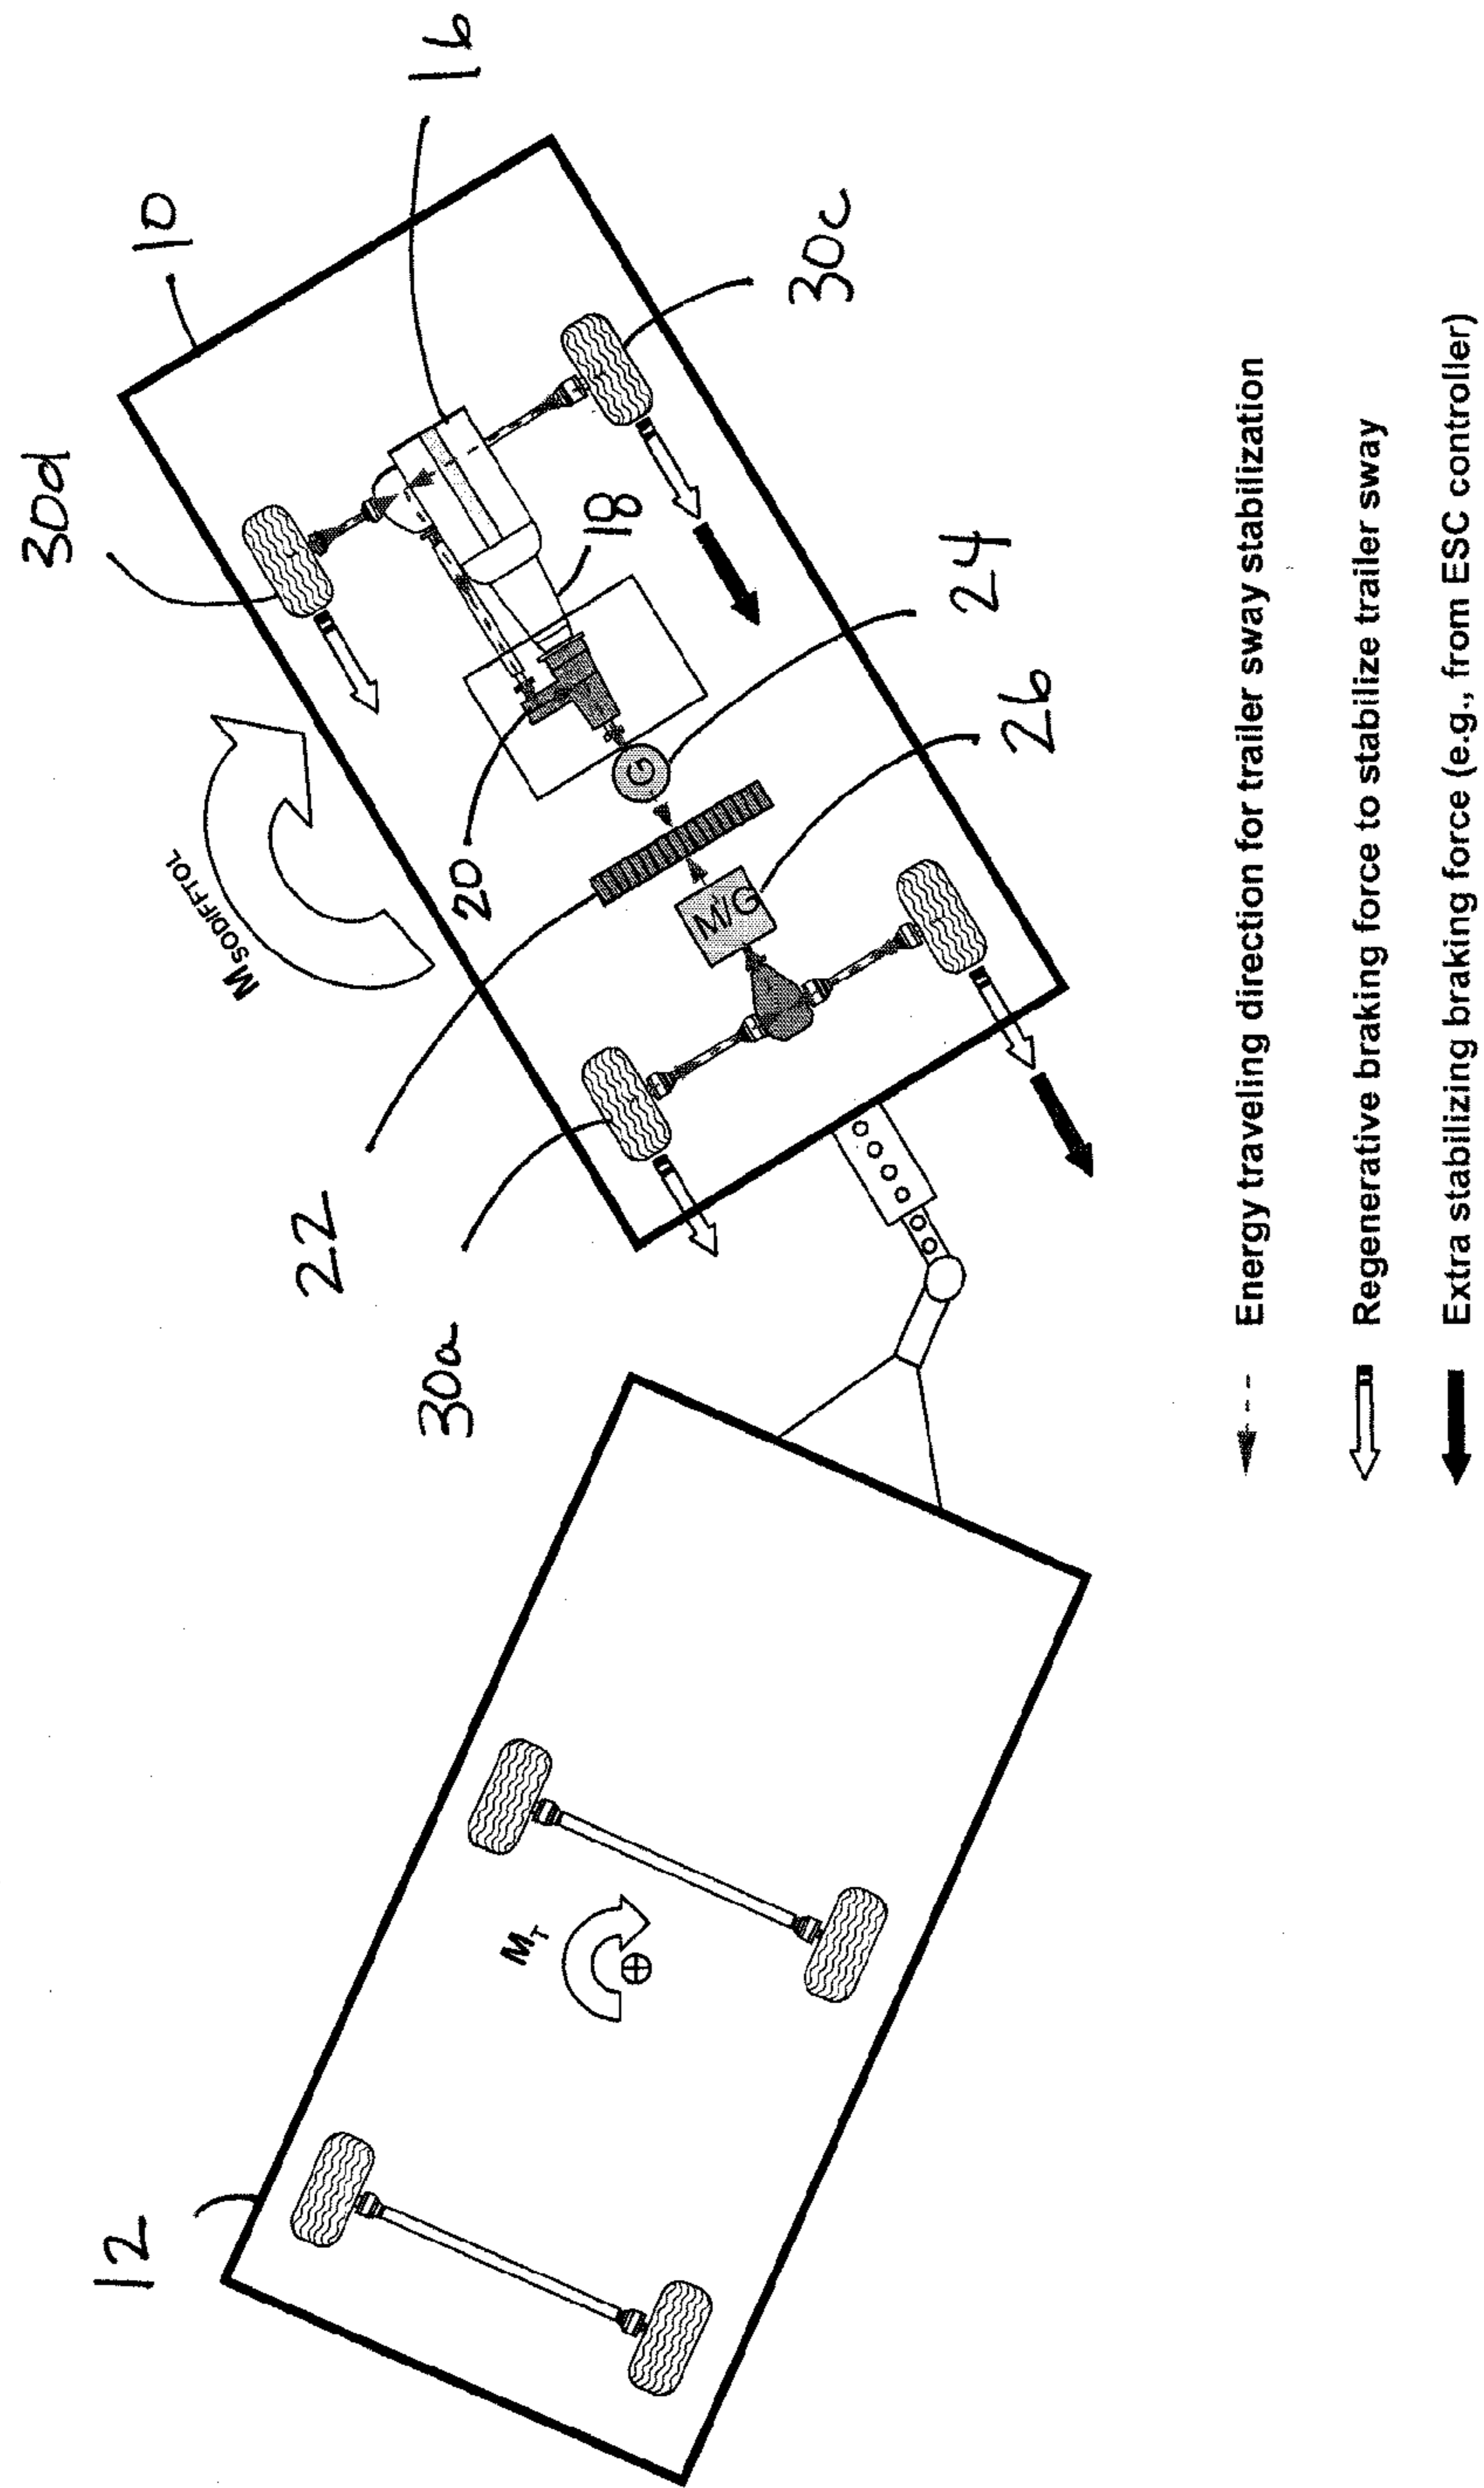 16
10
30d
30c
18
24
20
26
G
M/G
MSODIFFTOL
22
30a
MT
12
Energy traveling direction for trailer sway stabilization
Regenerative braking force to stabilize trailer sway
Extra stabilizing braking force (e.g., from ESC controller)